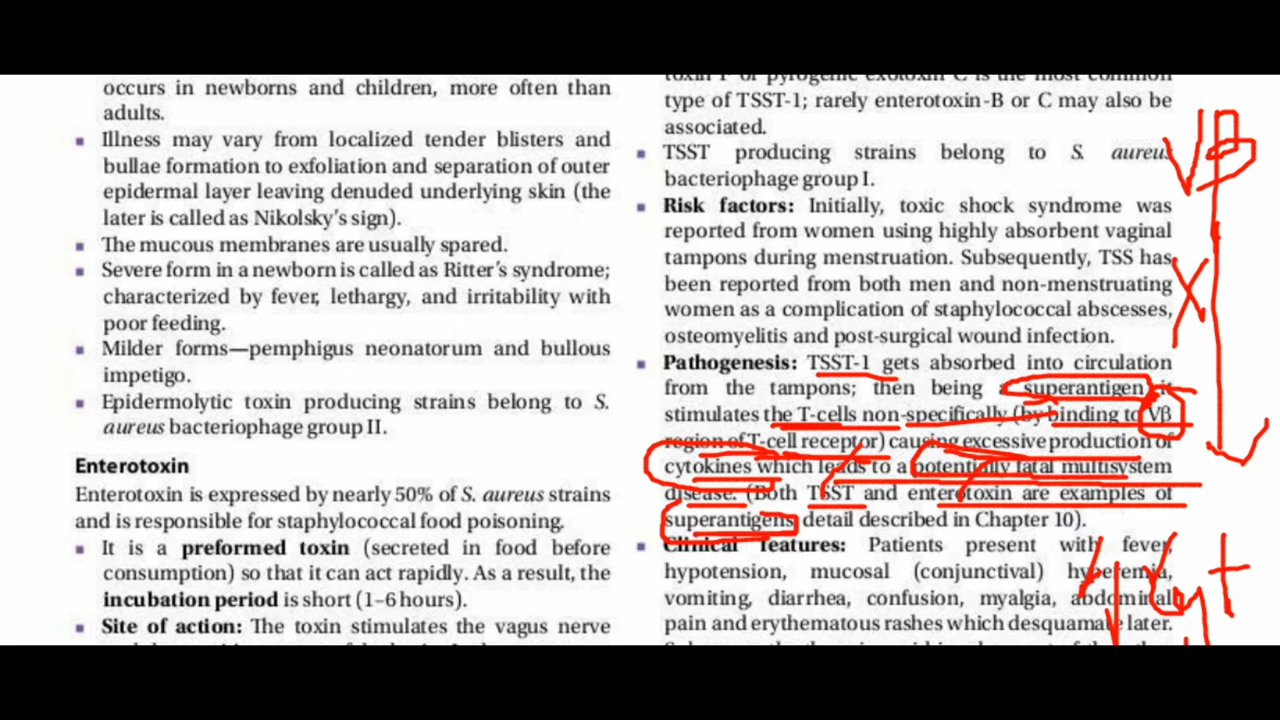 occurs in newborns and children, more often than
adults.
▪ Illness may vary from localized tender blisters and
bullae formation to exfoliation and separation of outer
epidermal layer leaving denuded underlying skin (the
later is called as Nikolsky's sign).
▪ The mucous membranes are usually spared.
▪ Severe form in a newborn is called as Ritter's syndrome;
characterized by fever, lethargy, and irritability with
poor feeding.
▪ Milder forms—pemphigus neonatorum and bullous
impetigo.
▪ Epidermolytic toxin producing strains belong to S.
aureus bacteriophage group II.
Enterotoxin
Enterotoxin is expressed by nearly 50% of S. aureus strains
and is responsible for staphylococcal food poisoning.
▪ It is a preformed toxin (secreted in food before
consumption) so that it can act rapidly. As a result, the
incubation period is short (1–6 hours).
▪ Site of action: The toxin stimulates the vagus nerve
toxin F or pyrogenic exotoxin C is the most common
type of TSST-1; rarely enterotoxin-B or C may also be
associated.
▪ TSST producing strains belong to S. aureus
bacteriophage group I.
▪ Risk factors: Initially, toxic shock syndrome was
reported from women using highly absorbent vaginal
tampons during menstruation. Subsequently, TSS has
been reported from both men and non-menstruating
women as a complication of staphylococcal abscesses,
osteomyelitis and post-surgical wound infection.
▪ Pathogenesis: TSST-1 gets absorbed into circulation
from the tampons; then being a superantigen it
stimulates the T-cells non-specifically (by binding to Vβ
region of T-cell receptor) causing excessive production of
cytokines which leads to a potentially fatal multisystem
disease. (Both TSST and enterotoxin are examples of
superantigens, detail described in Chapter 10).
▪ Clinical features: Patients present with fever,
hypotension, mucosal (conjunctival) hyperemia,
vomiting, diarrhea, confusion, myalgia, abdominal
pain and erythematous rashes which desquamate later.
Vβ